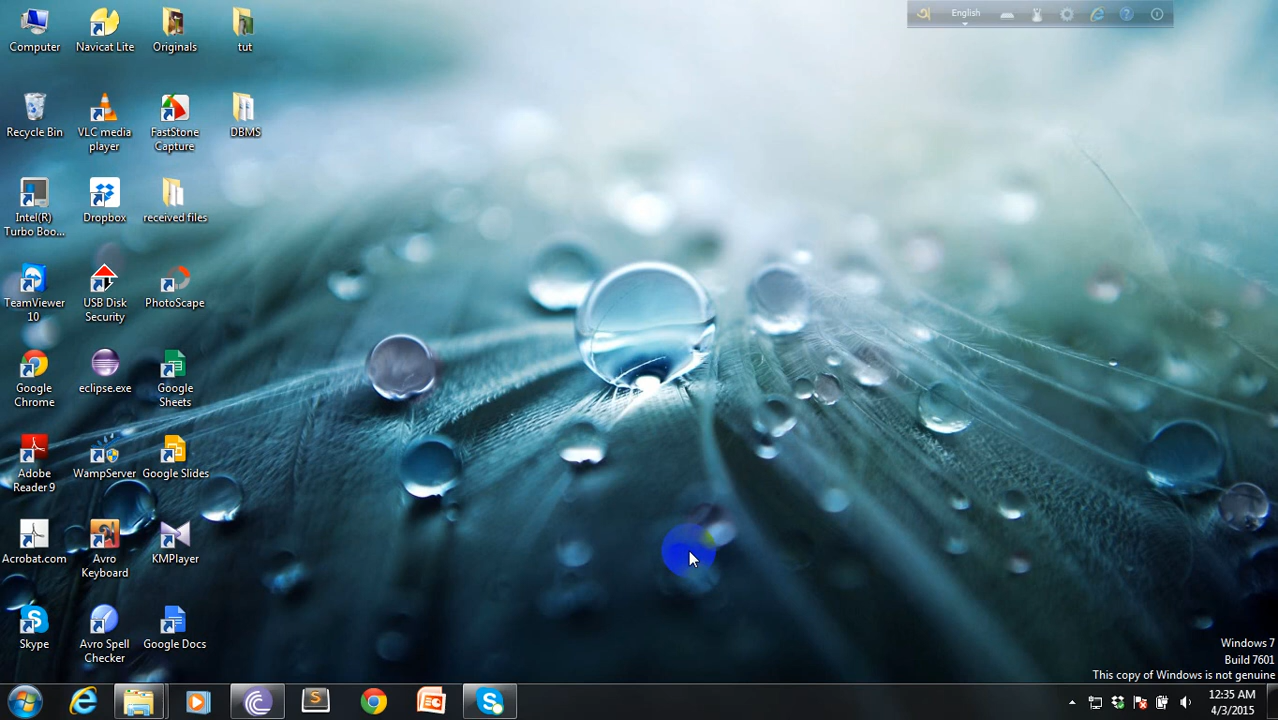 অ English
Computer
Navicat Lite
Originals
tut
Recycle Bin
VLC media
player
FastStone
Capture
DBMS
Intel(R)
Turbo Boo...
Dropbox
received files
TeamViewer
10
USB Disk
Security
PhotoScape
Google
Chrome
eclipse.exe
Google
Sheets
Adobe
Reader 9
WampServer
Google Slides
Acrobat.com
Avro
Keyboard
KMPlayer
Skype
Avro Spell
Checker
Google Docs
Windows 7
Build 7601
This copy of Windows is not genuine
12:35 AM
4/3/2015